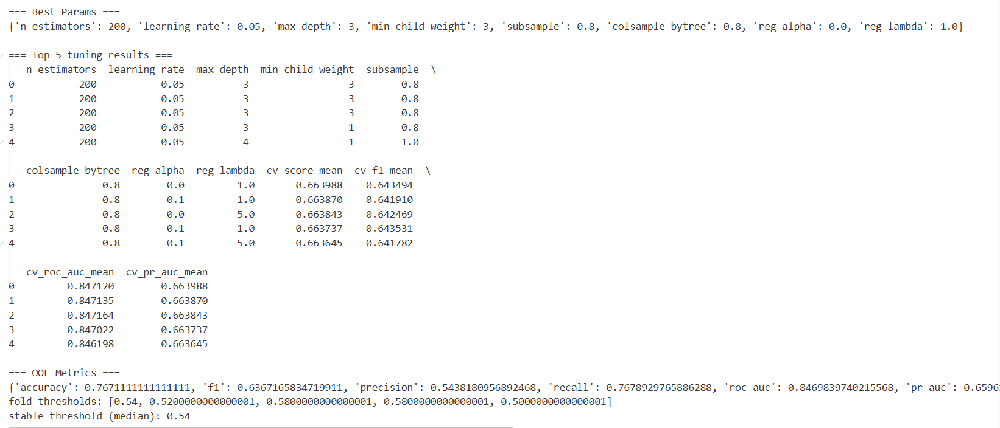 === Best Params ===
{'n_estimators': 200, 'learning_rate': 0.05, 'max_depth': 3, 'min_child_weight': 3, 'subsample': 0.8, 'colsample_bytree': 0.8, 'reg_alpha': 0.0, 'reg_lambda': 1.0}
=== Top 5 tuning results ===
n_estimators learning_rate max_depth min_child_weight subsample \
0 200 0.05 3 3 0.8
1 200 0.05 3 3 0.8
2 200 0.05 3 3 0.8
3 200 0.05 3 1 0.8
4 200 0.05 4 1 1.0
colsample_bytree reg_alpha reg_lambda cv_score_mean cv_f1_mean \
0 0.8 0.0 1.0 0.663988 0.643494
1 0.8 0.1 1.0 0.663870 0.641910
2 0.8 0.0 5.0 0.663843 0.642469
3 0.8 0.1 1.0 0.663737 0.643531
4 0.8 0.1 5.0 0.663645 0.641782
cv_roc_auc_mean cv_pr_auc_mean
0 0.847120 0.663988
1 0.847135 0.663870
2 0.847164 0.663843
3 0.847022 0.663737
4 0.846198 0.663645
=== OOF Metrics ===
{'accuracy': 0.7671111111111111, 'f1': 0.6367165834719911, 'precision': 0.5438180956892468, 'recall': 0.7678929765886288, 'roc_auc': 0.8469839740215568, 'pr_auc': 0.6596
fold thresholds: [0.54, 0.5200000000000001, 0.5800000000000001, 0.5800000000000001, 0.5000000000000001]
stable threshold (median): 0.54